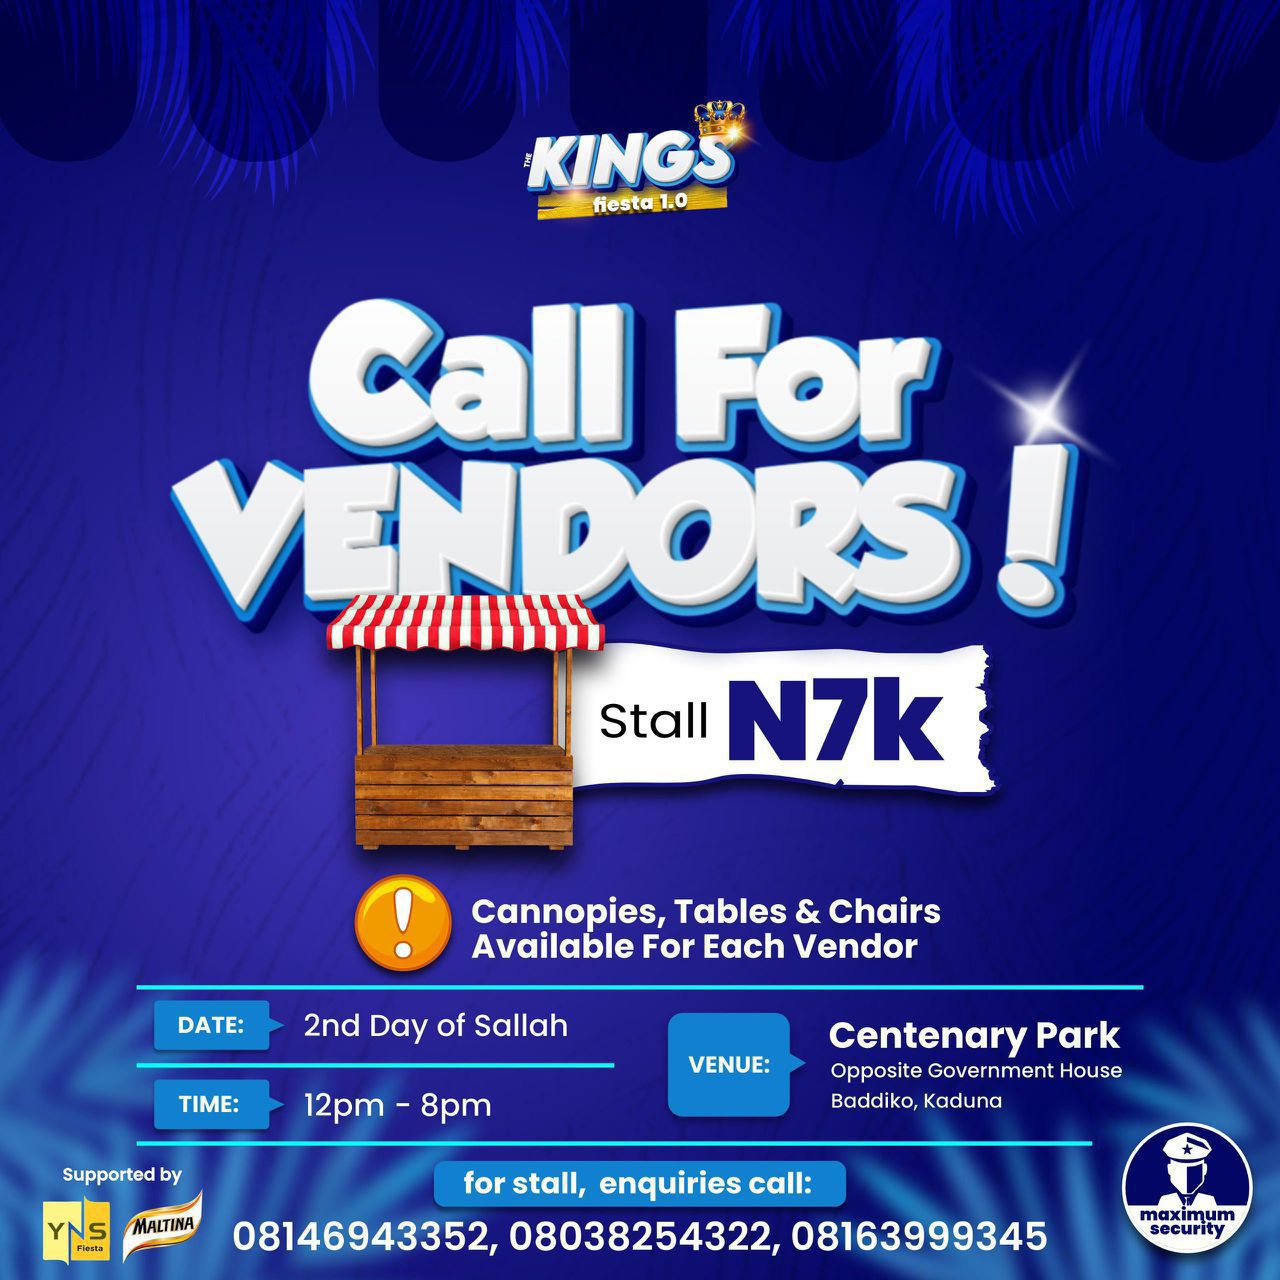 THE KINGS
fiesta 1.0
Call For
VENDORS !
Stall N7k
Cannopies, Tables & Chairs
Available For Each Vendor
DATE: 2nd Day of Sallah
TIME: 12pm - 8pm
VENUE: Centenary Park
Opposite Government House
Baddiko, Kaduna
Supported by
YNS
Fiesta
MALTINA
for stall, enquiries call:
08146943352, 08038254322, 08163999345
maximum
security